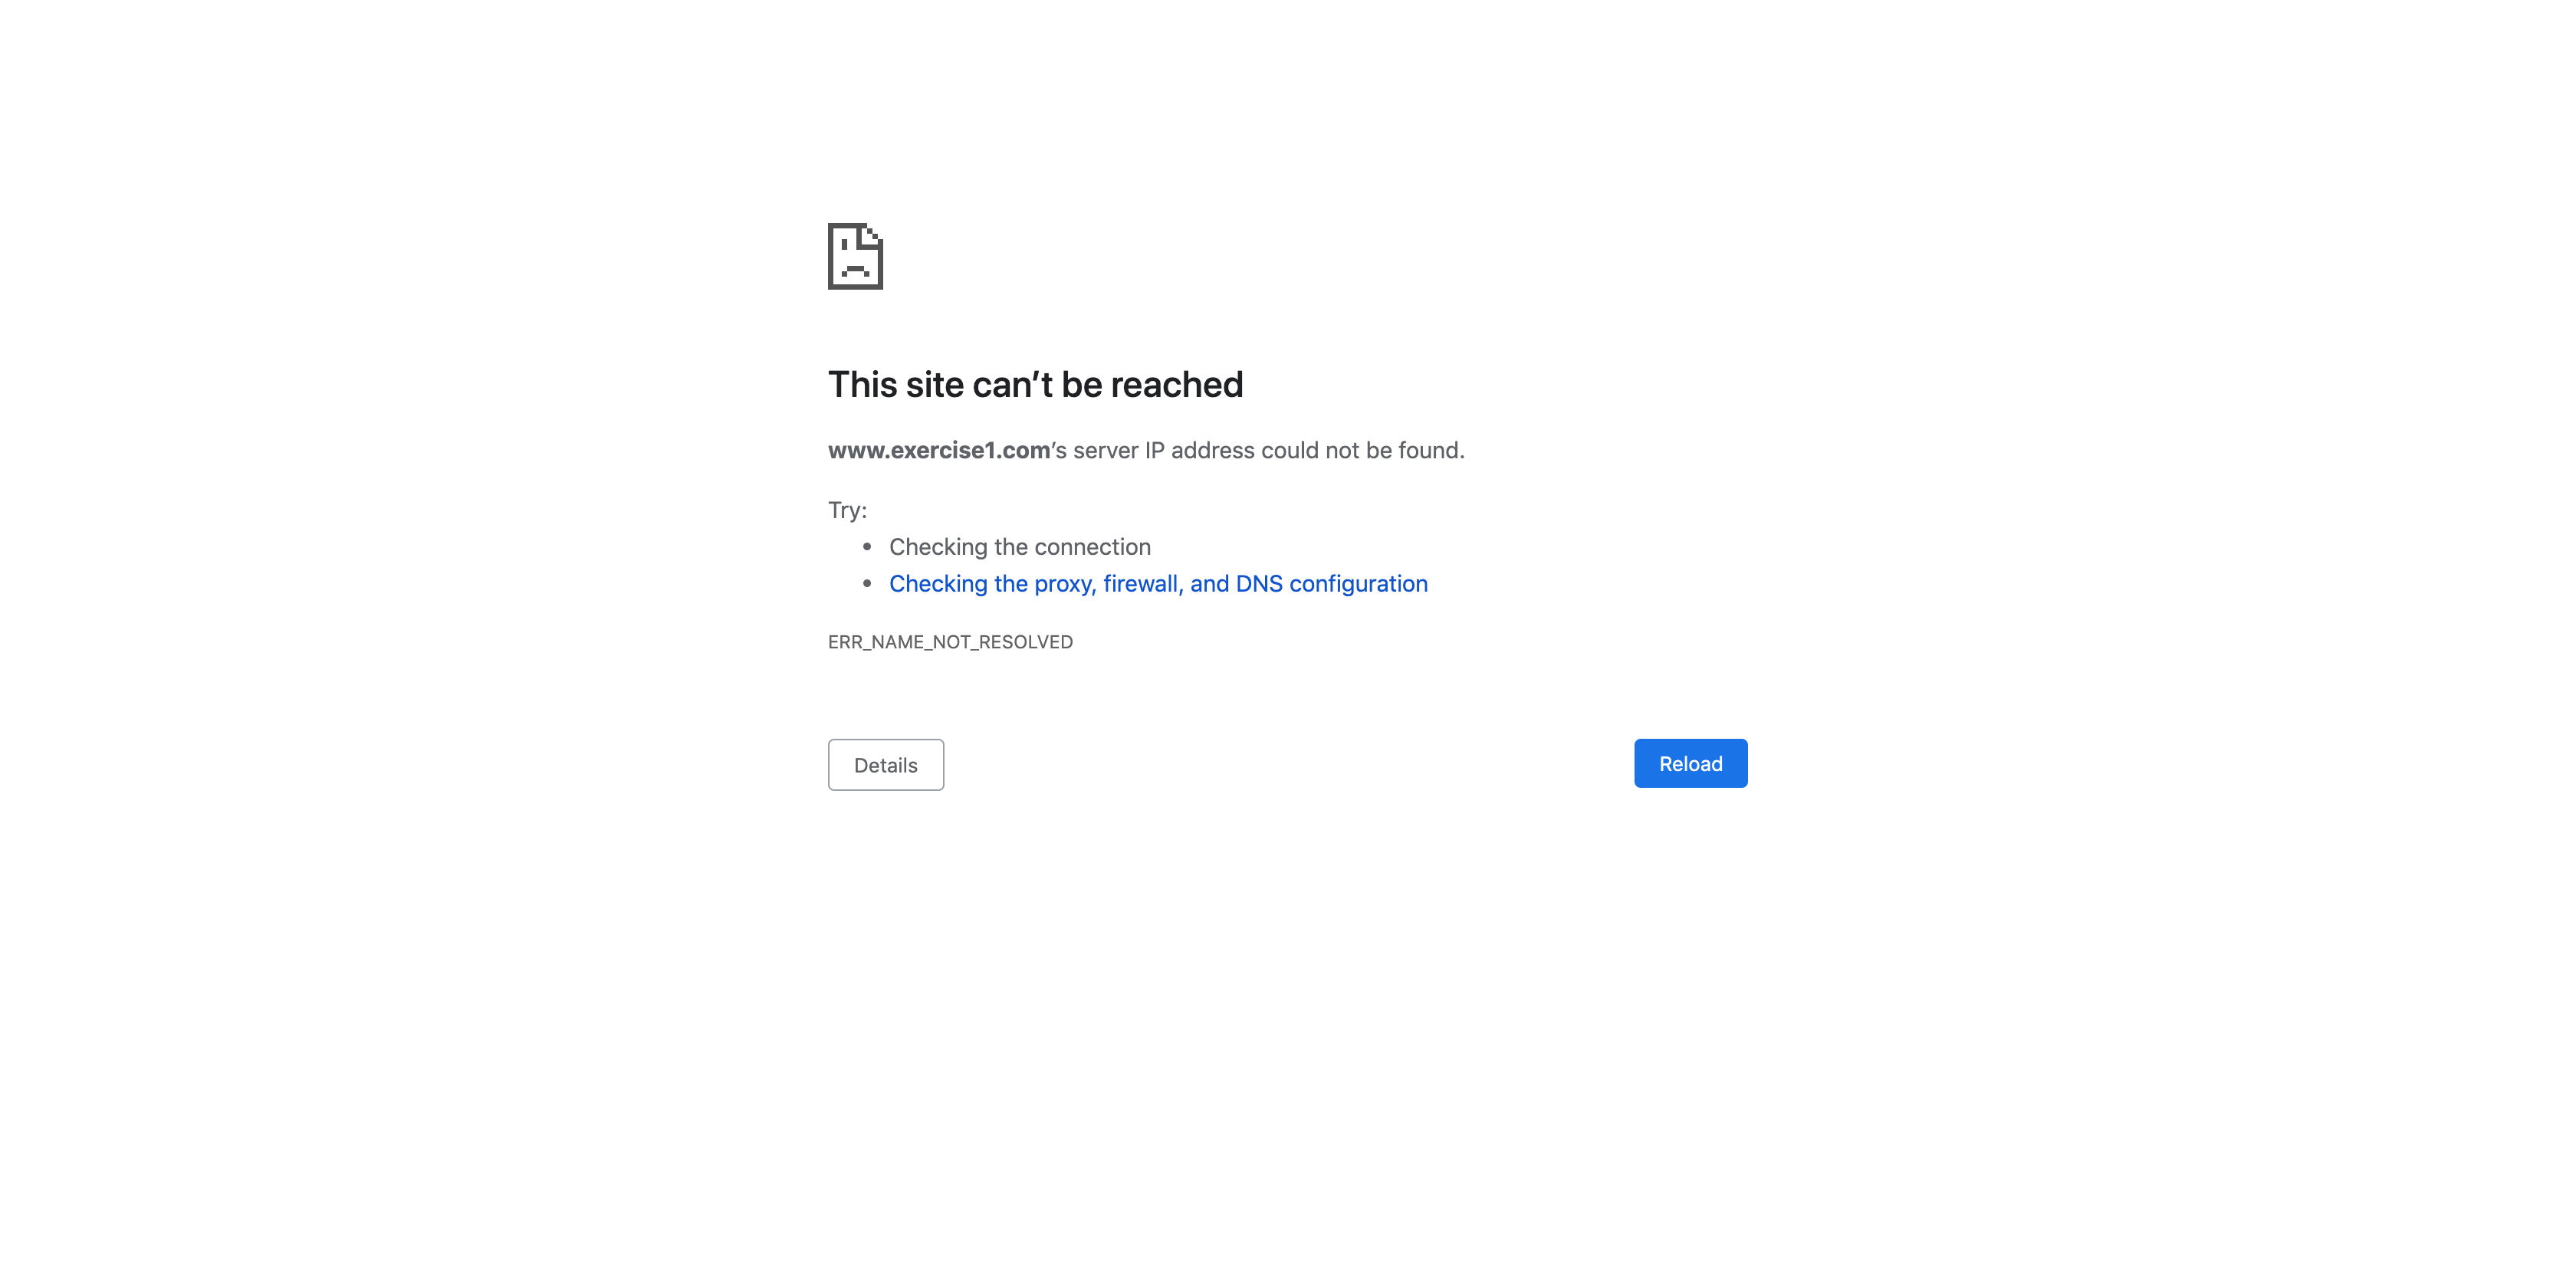 This site can’t be reached
www.exercise1.com’s server IP address could not be found.
Try:
• Checking the connection
• Checking the proxy, firewall, and DNS configuration
ERR_NAME_NOT_RESOLVED
Details
Reload